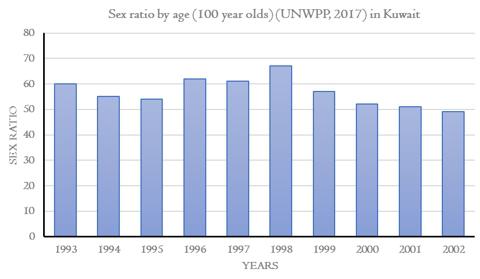 Sex ratio by age (100 year olds) (UNWPP, 2017) in Kuwait
80
70
60
50
40
30
20
10
0
SEX RATIO
1993 1994 1995 1996 1997 1998 1999 2000 2001 2002
YEARS